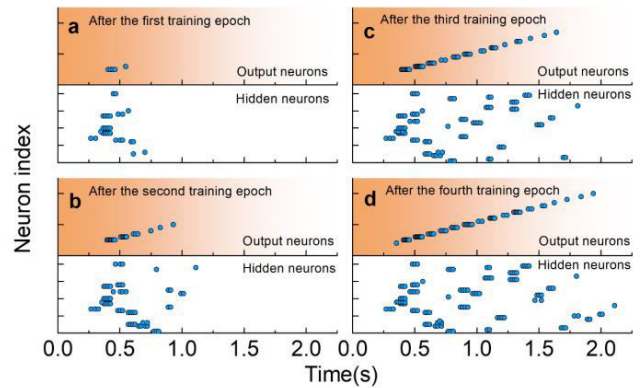 a After the first training epoch
Output neurons
Hidden neurons
c After the third training epoch
Output neurons
Hidden neurons
b After the second training epoch
Output neurons
Hidden neurons
d After the fourth training epoch
Output neurons
Hidden neurons
Neuron index
0.0 0.5 1.0 1.5 2.0
0.0 0.5 1.0 1.5 2.0
Time(s)